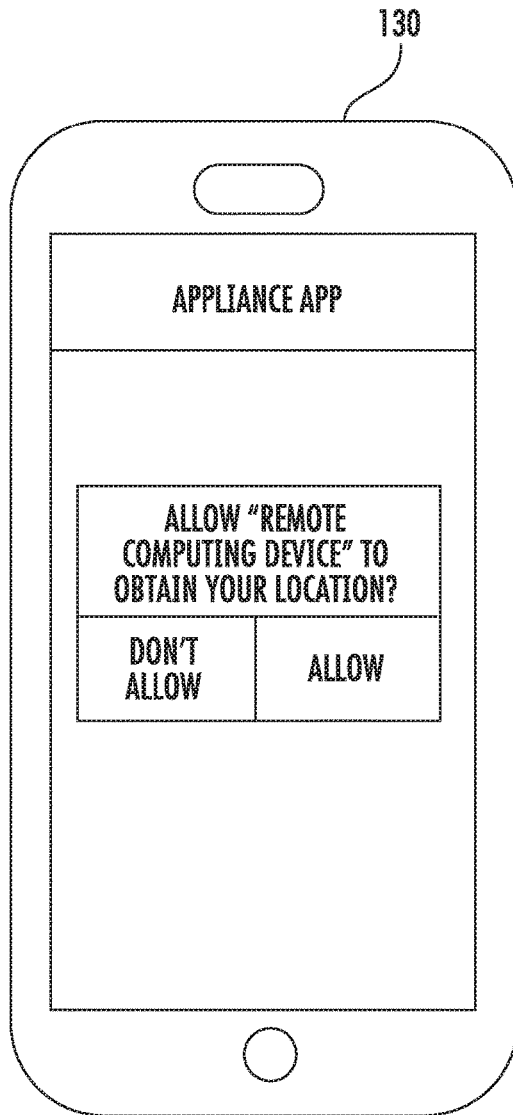 130
APPLIANCE APP
ALLOW "REMOTE
COMPUTING DEVICE" TO
OBTAIN YOUR LOCATION?
DON'T
ALLOW
ALLOW